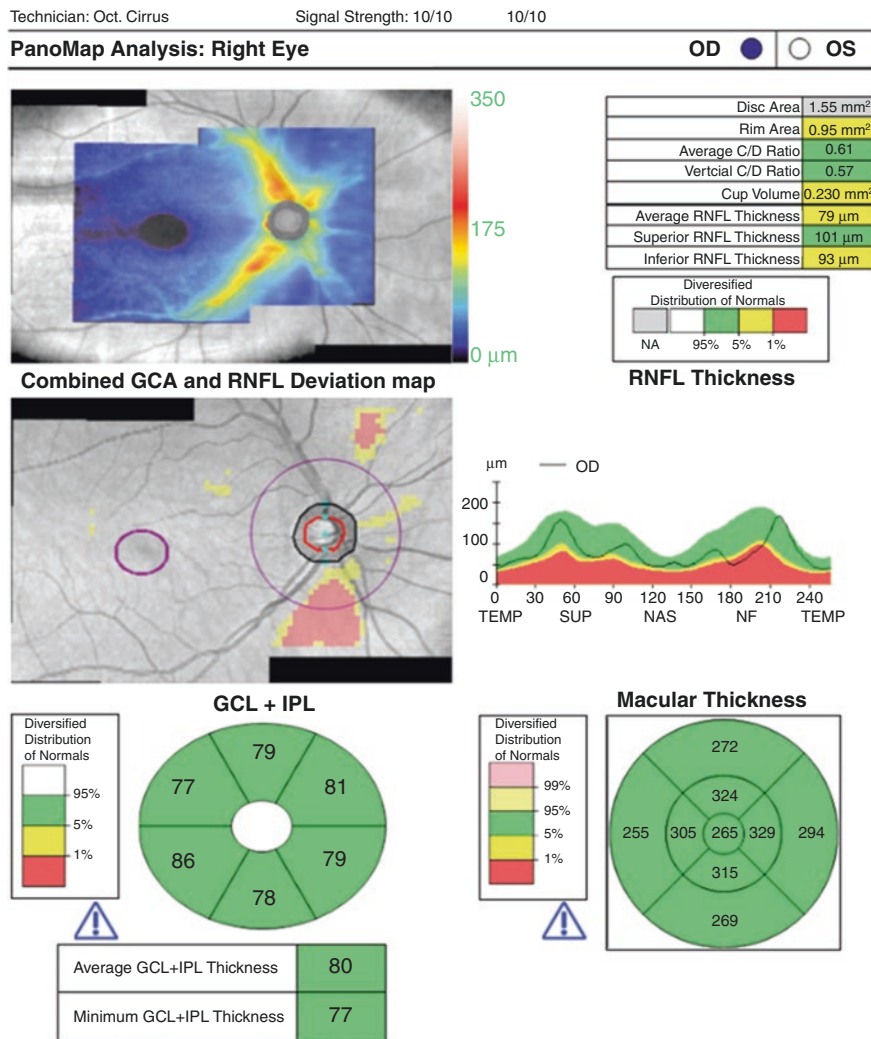 Technician: Oct. Cirrus Signal Strength: 10/10 10/10
PanoMap Analysis: Right Eye OD OS
350
175
0 µm
Disc Area 1.55 mm²
Rim Area 0.95 mm²
Average C/D Ratio 0.61
Vertcial C/D Ratio 0.57
Cup Volume 0.230 mm²
Average RNFL Thickness 79 µm
Superior RNFL Thickness 101 µm
Inferior RNFL Thickness 93 µm
Diveresified
Distribution of Normals
NA 95% 5% 1%
Combined GCA and RNFL Deviation map
RNFL Thickness
µm OD
200
100
0
0 30 60 90 120 150 180 210 240
TEMP SUP NAS NF TEMP
GCL + IPL
Diversified
Distribution
of Normals
95%
5%
1%
79
77 81
86 79
78
Average GCL+IPL Thickness 80
Minimum GCL+IPL Thickness 77
Macular Thickness
Diversified
Distribution
of Normals
99%
95%
5%
1%
272
324
255 305 265 329 294
315
269